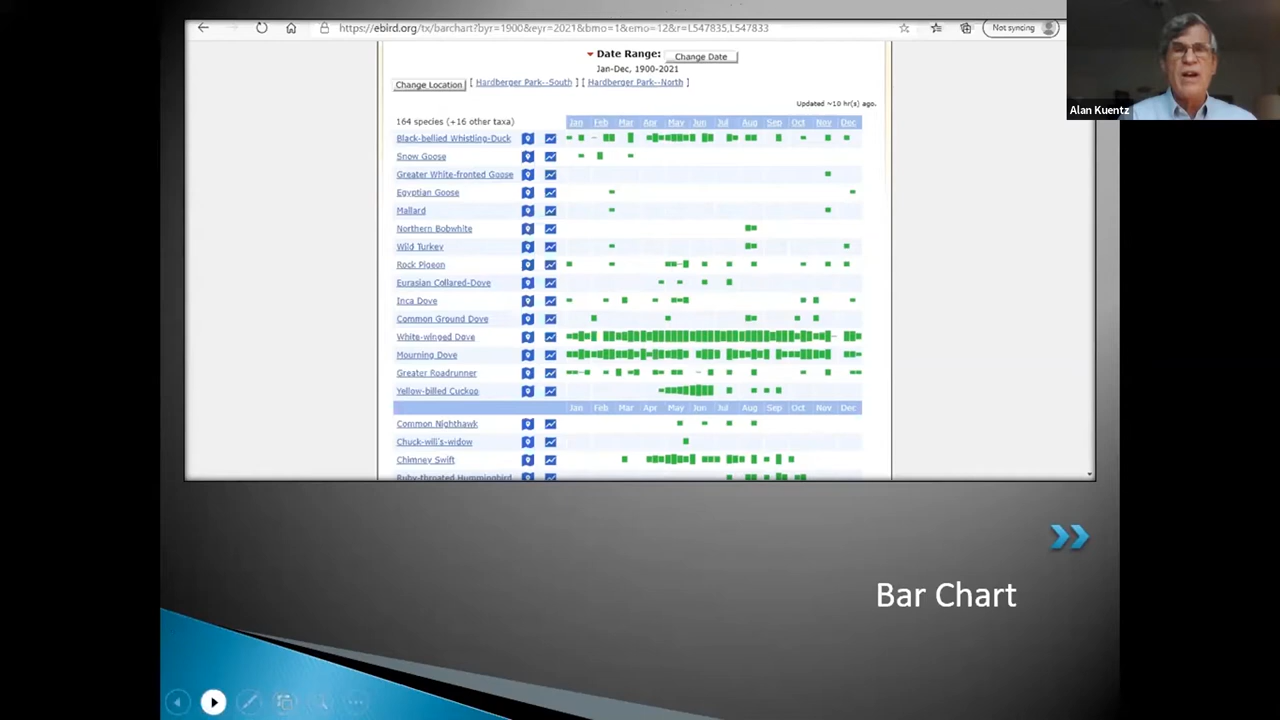 https://ebird.org/tx/barchart?byr=1900&eyr=2021&bmo=1&emo=12&r=L547835,L547833
Not syncing
Alan Kuentz
Date Range: Change Date
Jan-Dec, 1900-2021
Change Location [ Hardberger Park--South ] [ Hardberger Park--North ]
Updated ~10 hr(s) ago.
164 species (+16 other taxa) Jan Feb Mar Apr May Jun Jul Aug Sep Oct Nov Dec
Black-bellied Whistling-Duck
Snow Goose
Greater White-fronted Goose
Egyptian Goose
Mallard
Northern Bobwhite
Wild Turkey
Rock Pigeon
Eurasian Collared-Dove
Inca Dove
Common Ground Dove
White-winged Dove
Mourning Dove
Greater Roadrunner
Yellow-billed Cuckoo
Jan Feb Mar Apr May Jun Jul Aug Sep Oct Nov Dec
Common Nighthawk
Chuck-will's-widow
Chimney Swift
Ruby-throated Hummingbird
Bar Chart